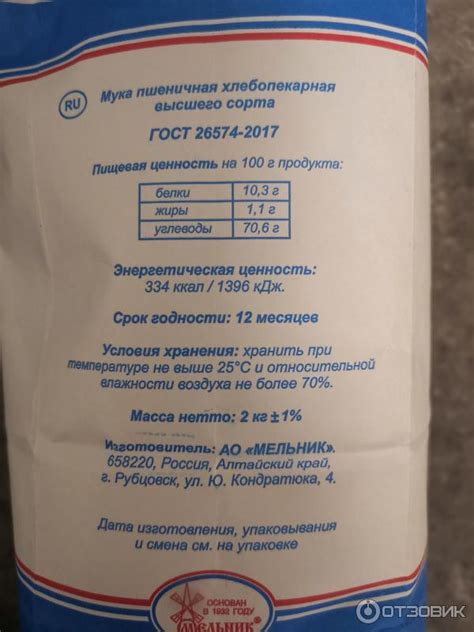 RU
Мука пшеничная хлебопекарная
высшего сорта
ГОСТ 26574-2017
Пищевая ценность на 100 г продукта:
белки 10,3 г
жиры 1,1 г
углеводы 70,6 г
Энергетическая ценность:
334 ккал / 1396 кДж.
Срок годности: 12 месяцев
Условия хранения: хранить при
температуре не выше 25°С и относительной
влажности воздуха не более 70%.
Масса нетто: 2 кг ± 1%
Изготовитель: АО «МЕЛЬНИК».
658220, Россия, Алтайский край,
г. Рубцовск, ул. Ю. Кондратюка, 4.
Дата изготовления, упаковывания
и смена см. на упаковке
ОСНОВАН
В 1932 ГОДУ
МЕЛЬНИК®
ОТЗОВИК